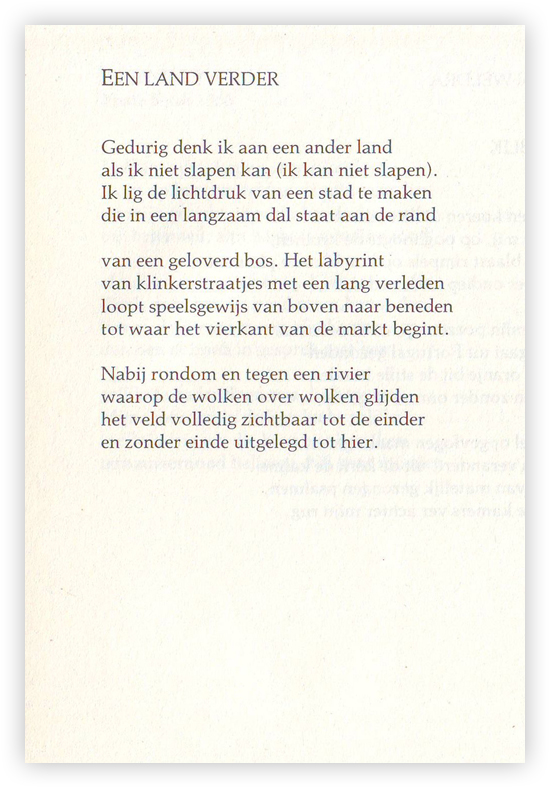 EEN LAND VERDER
Gedurig denk ik aan een ander land
als ik niet slapen kan (ik kan niet slapen).
Ik lig de lichtdruk van een stad te maken
die in een langzaam dal staat aan de rand
van een geloverd bos. Het labyrint
van klinkerstraatjes met een lang verleden
loopt speelsgewijs van boven naar beneden
tot waar het vierkant van de markt begint.
Nabij rondom en tegen een rivier
waarop de wolken over wolken glijden
het veld volledig zichtbaar tot de einder
en zonder einde uitgelegd tot hier.